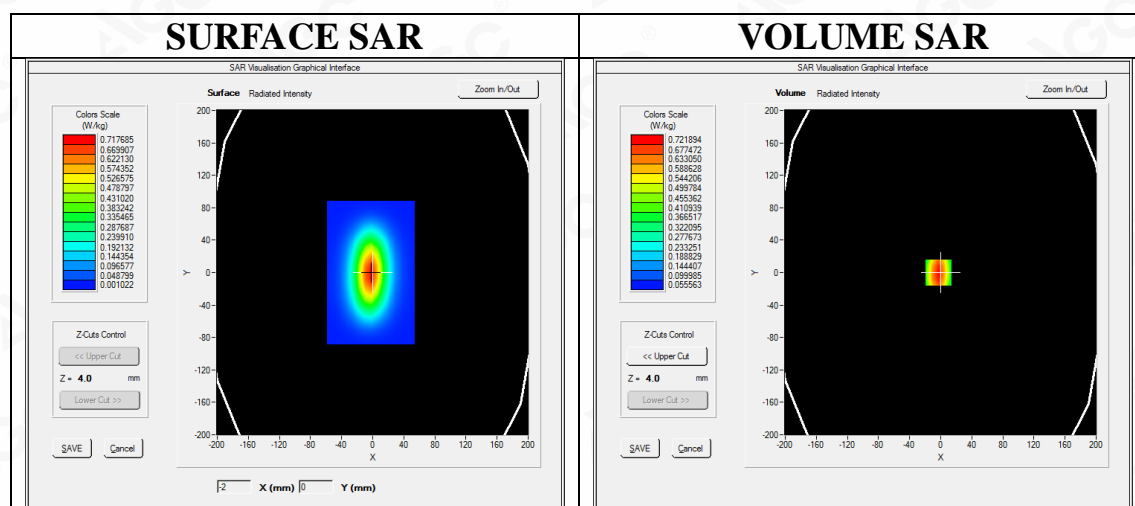 SURFACE SAR
SAR Visualisation Graphical Interface
Surface Radiated Intensity
Zoom In/Out
Colors Scale
(W/kg)
0.717685
0.669907
0.622130
0.574352
0.526575
0.478797
0.431020
0.383242
0.335465
0.287687
0.239910
0.192132
0.144354
0.096577
0.048799
0.001022
Z-Cuts Control
<< Upper Cut
Z = 4.0 mm
Lower Cut >>
SAVE Cancel
200
160
120
80
40
0
-40
-80
-120
-160
-200
Y
-200 -160 -120 -80 -40 0 40 80 120 160 200
X
-2 X (mm) 0 Y (mm)
VOLUME SAR
SAR Visualisation Graphical Interface
Volume Radiated Intensity
Zoom In/Out
Colors Scale
(W/kg)
0.721894
0.677472
0.633050
0.588628
0.544206
0.499784
0.455362
0.410939
0.366517
0.322095
0.277673
0.233251
0.188829
0.144407
0.099985
0.055563
Z-Cuts Control
<< Upper Cut
Z = 4.0 mm
Lower Cut >>
SAVE Cancel
200
160
120
80
40
0
-40
-80
-120
-160
-200
Y
-200 -160 -120 -80 -40 0 40 80 120 160 200
X